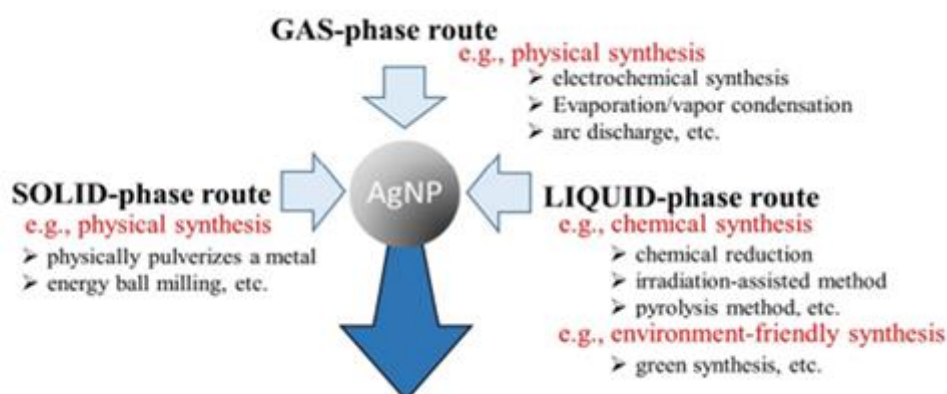 GAS-phase route
e.g., physical synthesis
➢ electrochemical synthesis
➢ Evaporation/vapor condensation
➢ arc discharge, etc.
SOLID-phase route
e.g., physical synthesis
➢ physically pulverizes a metal
➢ energy ball milling, etc.
AgNP
LIQUID-phase route
e.g., chemical synthesis
➢ chemical reduction
➢ irradiation-assisted method
➢ pyrolysis method, etc.
e.g., environment-friendly synthesis
➢ green synthesis, etc.